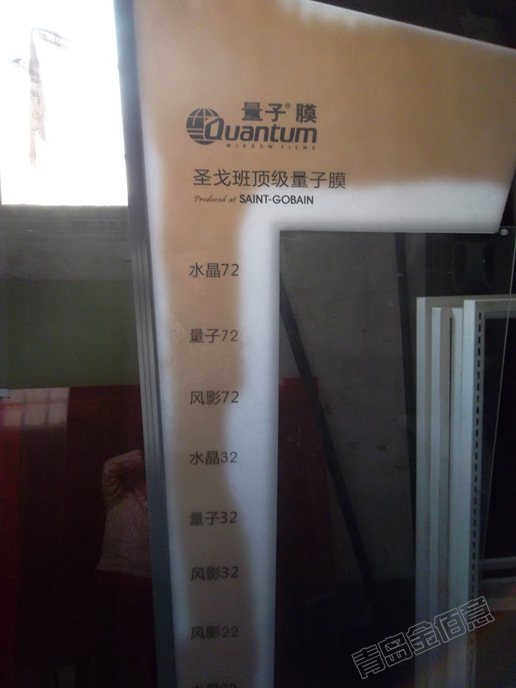 量子®膜
Quantum
WINDOW FILMS
圣戈班顶级量子膜
Produced at SAINT-GOBAIN
水晶72
量子72
风影72
水晶32
量子32
风影32
风影22
青岛金佰意